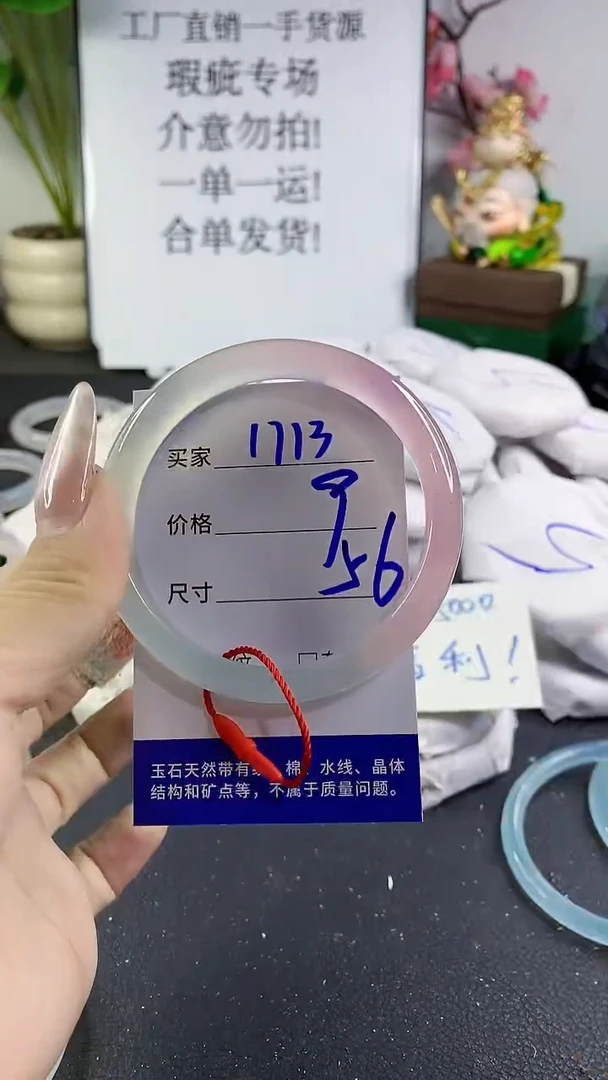 工厂直销一手货源
瑕疵专场
介意勿拍!
一单一运!
合单发货!
买家 1713
价格
尺寸 56
利!
玉石天然带有 棉、水线、晶体
结构和矿点等，不属于质量问题。